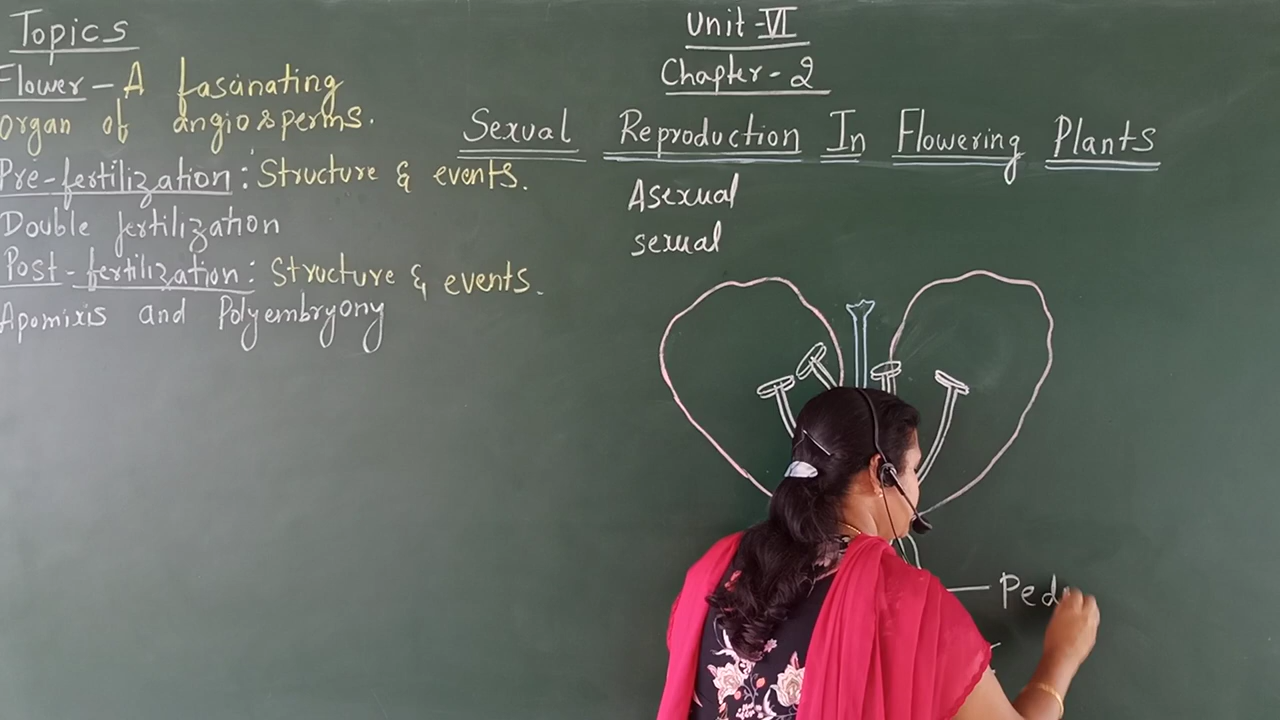 Topics
Flower - A fascinating
organ of angiosperms.
Pre-fertilization : Structure & events.
Double fertilization
Post-fertilization : Structure & events.
Apomixis and Polyembryony
Unit - VI
Chapter - 2
Sexual Reproduction In Flowering Plants
Asexual
sexual
Ped